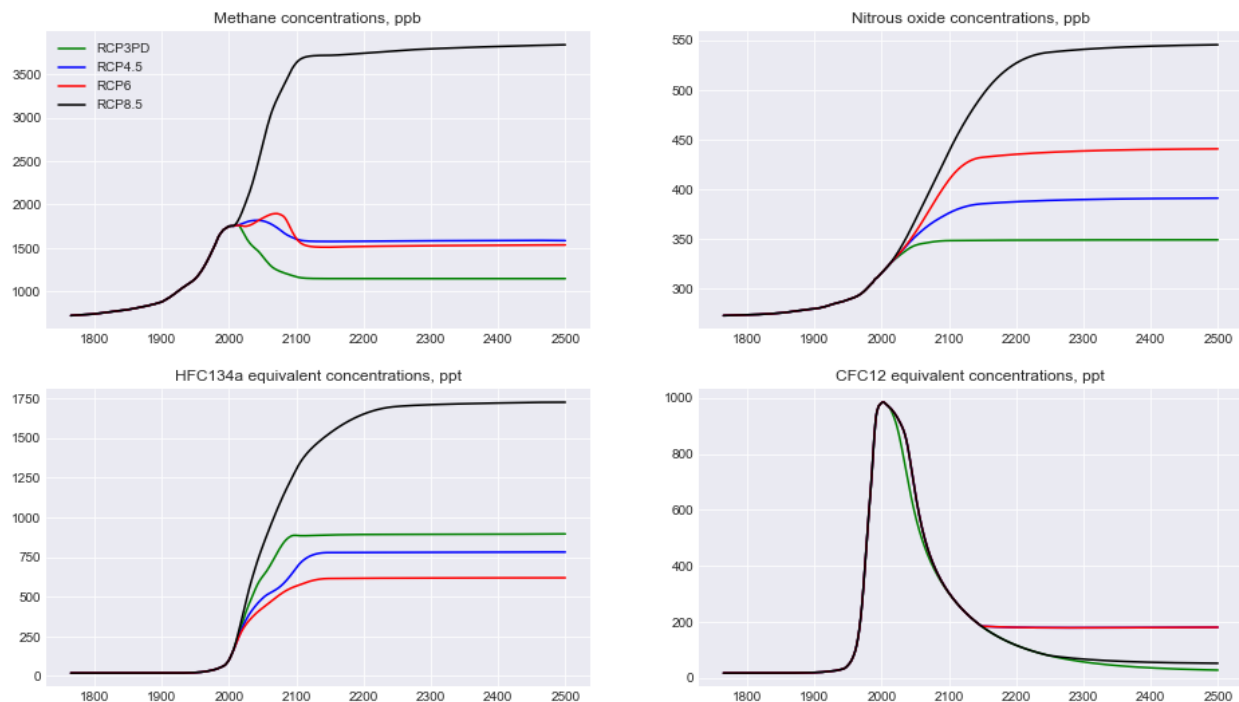 Methane concentrations, ppb
3500
3000
2500
2000
1500
1000
RCP3PD
RCP4.5
RCP6
RCP8.5
1800 1900 2000 2100 2200 2300 2400 2500
Nitrous oxide concentrations, ppb
550
500
450
400
350
300
1800 1900 2000 2100 2200 2300 2400 2500
HFC134a equivalent concentrations, ppt
1750
1500
1250
1000
750
500
250
0
1800 1900 2000 2100 2200 2300 2400 2500
CFC12 equivalent concentrations, ppt
1000
800
600
400
200
0
1800 1900 2000 2100 2200 2300 2400 2500